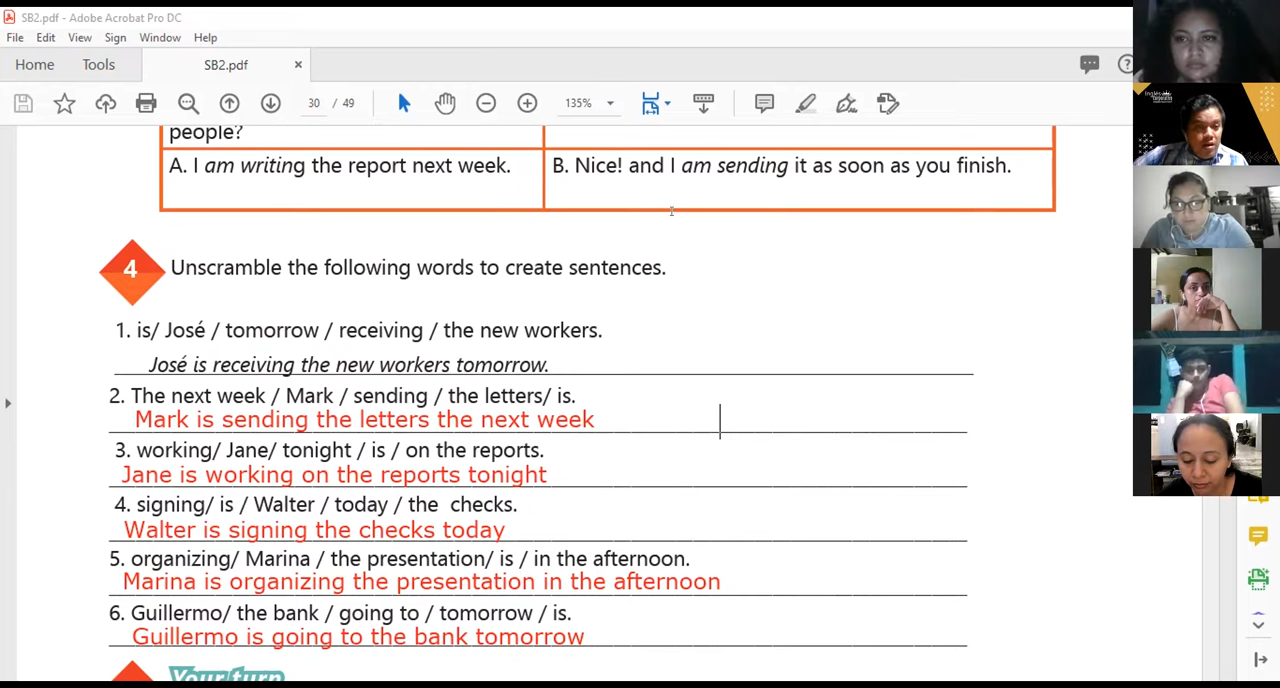 SB2.pdf - Adobe Acrobat Pro DC
File Edit View Sign Window Help
Home Tools SB2.pdf ×
30 / 49 135%
people?
A. I am writing the report next week. B. Nice! and I am sending it as soon as you finish.
4 Unscramble the following words to create sentences.
1. is/ José / tomorrow / receiving / the new workers.
José is receiving the new workers tomorrow.
2. The next week / Mark / sending / the letters/ is.
Mark is sending the letters the next week
3. working/ Jane/ tonight / is / on the reports.
Jane is working on the reports tonight
4. signing/ is / Walter / today / the checks.
Walter is signing the checks today
5. organizing/ Marina / the presentation/ is / in the afternoon.
Marina is organizing the presentation in the afternoon
6. Guillermo/ the bank / going to / tomorrow / is.
Guillermo is going to the bank tomorrow
Your turn